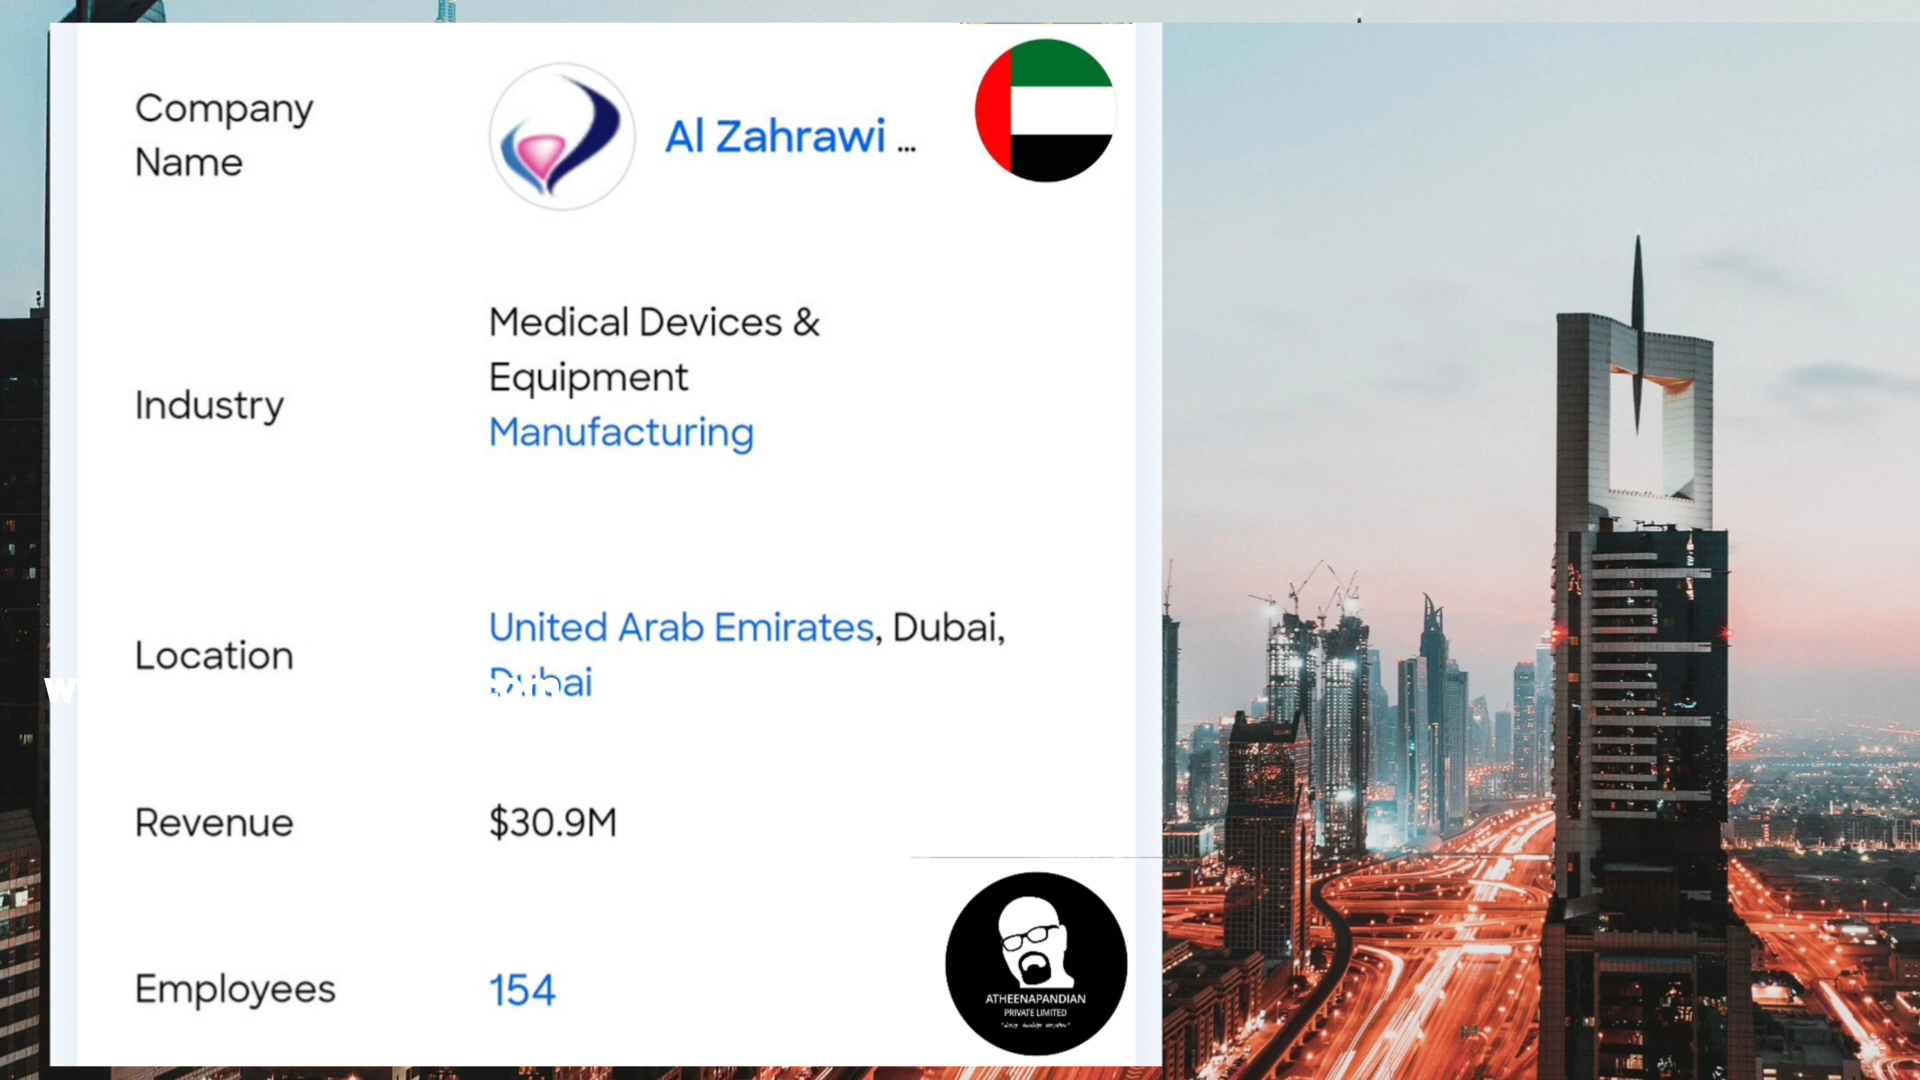 Company
Name
Al Zahrawi ...
Industry
Medical Devices &
Equipment
Manufacturing
Location
United Arab Emirates, Dubai,
Dubai
Revenue
$30.9M
Employees
154
ATHEENAPANDIAN
PRIVATE LIMITED